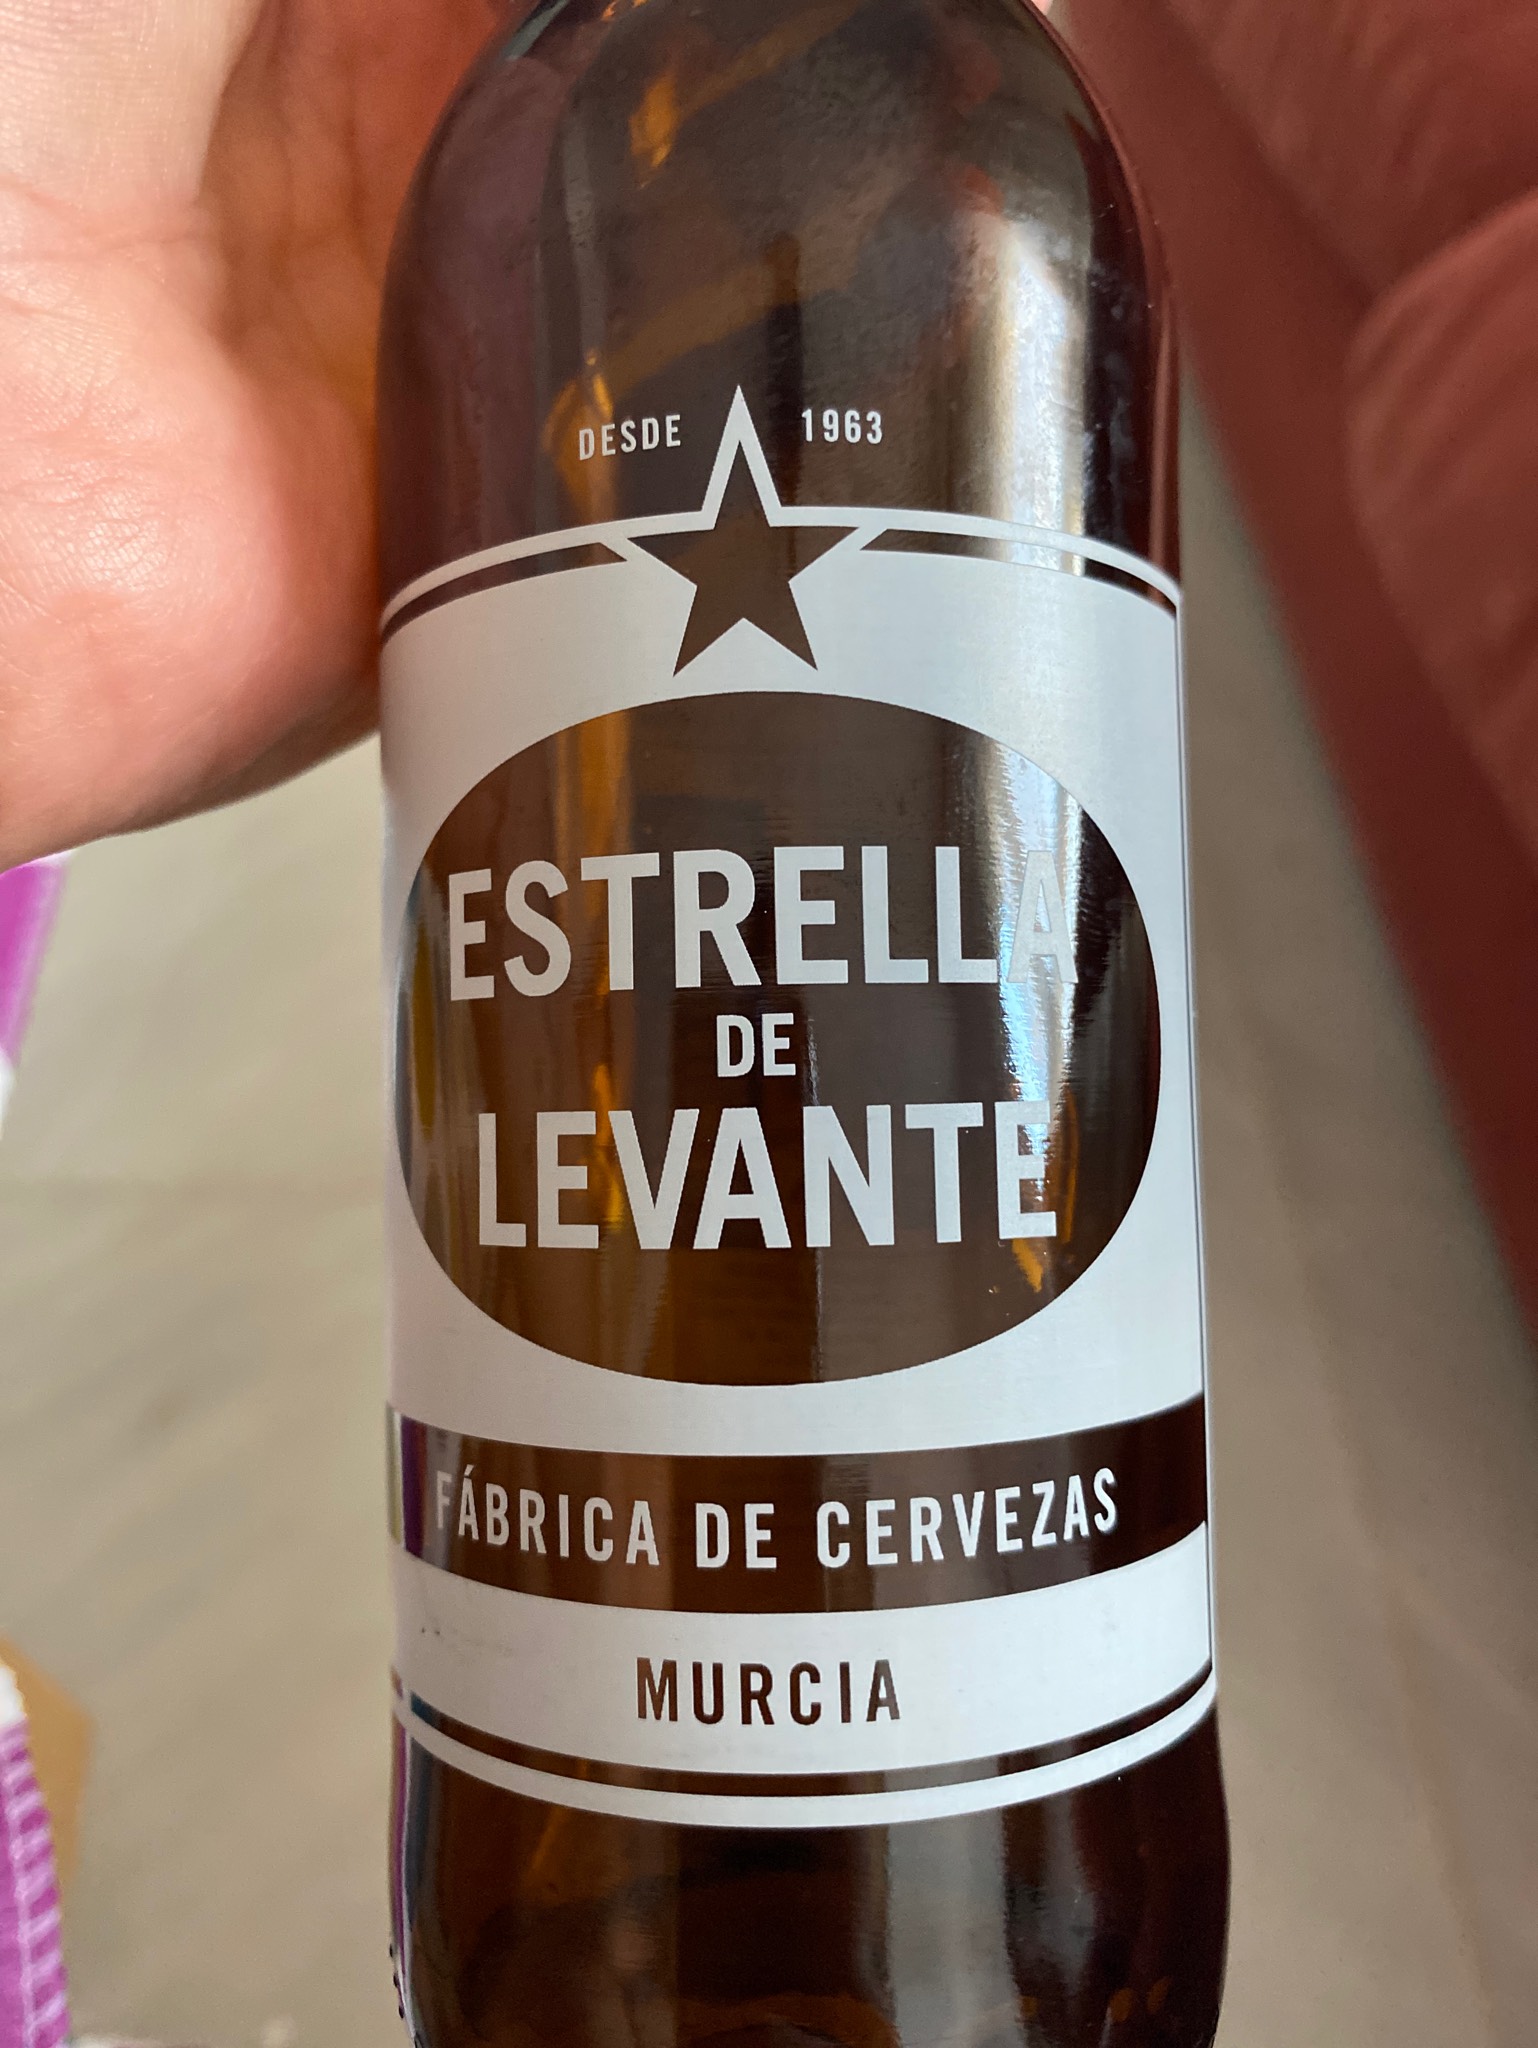 DESDE 1963
ESTRELLA
DE
LEVANTE
FÁBRICA DE CERVEZAS
MURCIA